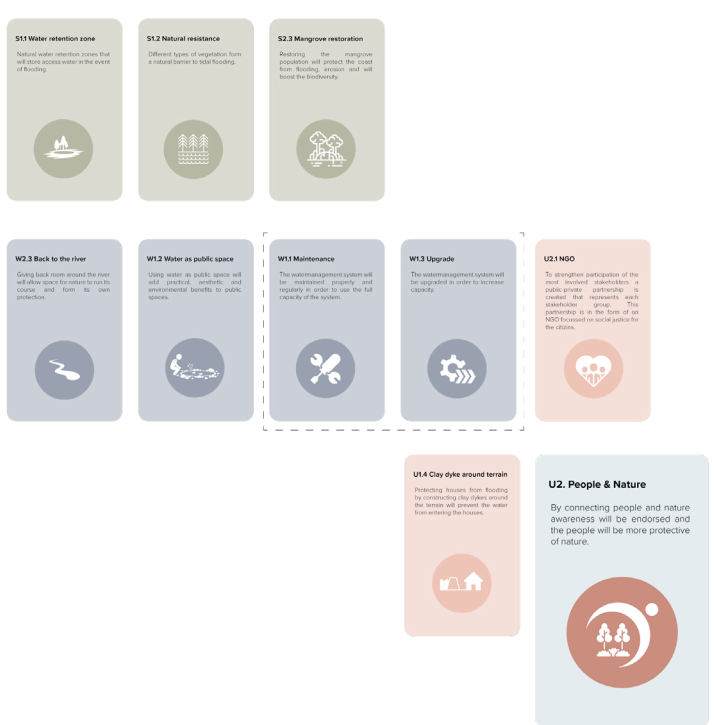 S1.1 Water retention zone
Natural water retention zones that
will store access water in the event
of flooding.
S1.2 Natural resistance
Different types of vegetation form
a natural barrier to tidal flooding.
S2.3 Mangrove restoration
Restoring the mangrove
population will protect the coast
from flooding, erosion and will
boost the biodiversity.
W2.3 Back to the river
Giving back room around the river
will allow space for nature to run its
course and form its own
protection.
W1.2 Water as public space
Using water as public space will
add practical, aesthetic and
environmental benefits to public
spaces.
W1.1 Maintenance
The watermanagement system will
be maintained properly and
regularly in order to use the full
capacity of the system.
W1.3 Upgrade
The watermanagement system will
be upgraded in order to increase
capacity.
U2.1 NGO
To strengthen participation of the
most involved stakeholders a
public-private partnership is
created that represents each
stakeholder group. This
partnership is in the form of an
NGO focussed on social justice for
the citizins.
U1.4 Clay dyke around terrain
Protecting houses from flooding
by constructing clay dykes around
the terrain will prevent the water
from entering the houses.
U2. People & Nature
By connecting people and nature
awareness will be endorsed and
the people will be more protective
of nature.